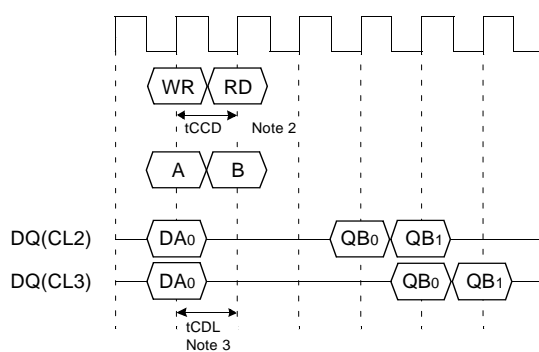 WR RD
tCCD Note 2
A B
DQ(CL2) DA0 QB0 QB1
DQ(CL3) DA0 QB0 QB1
tCDL
Note 3